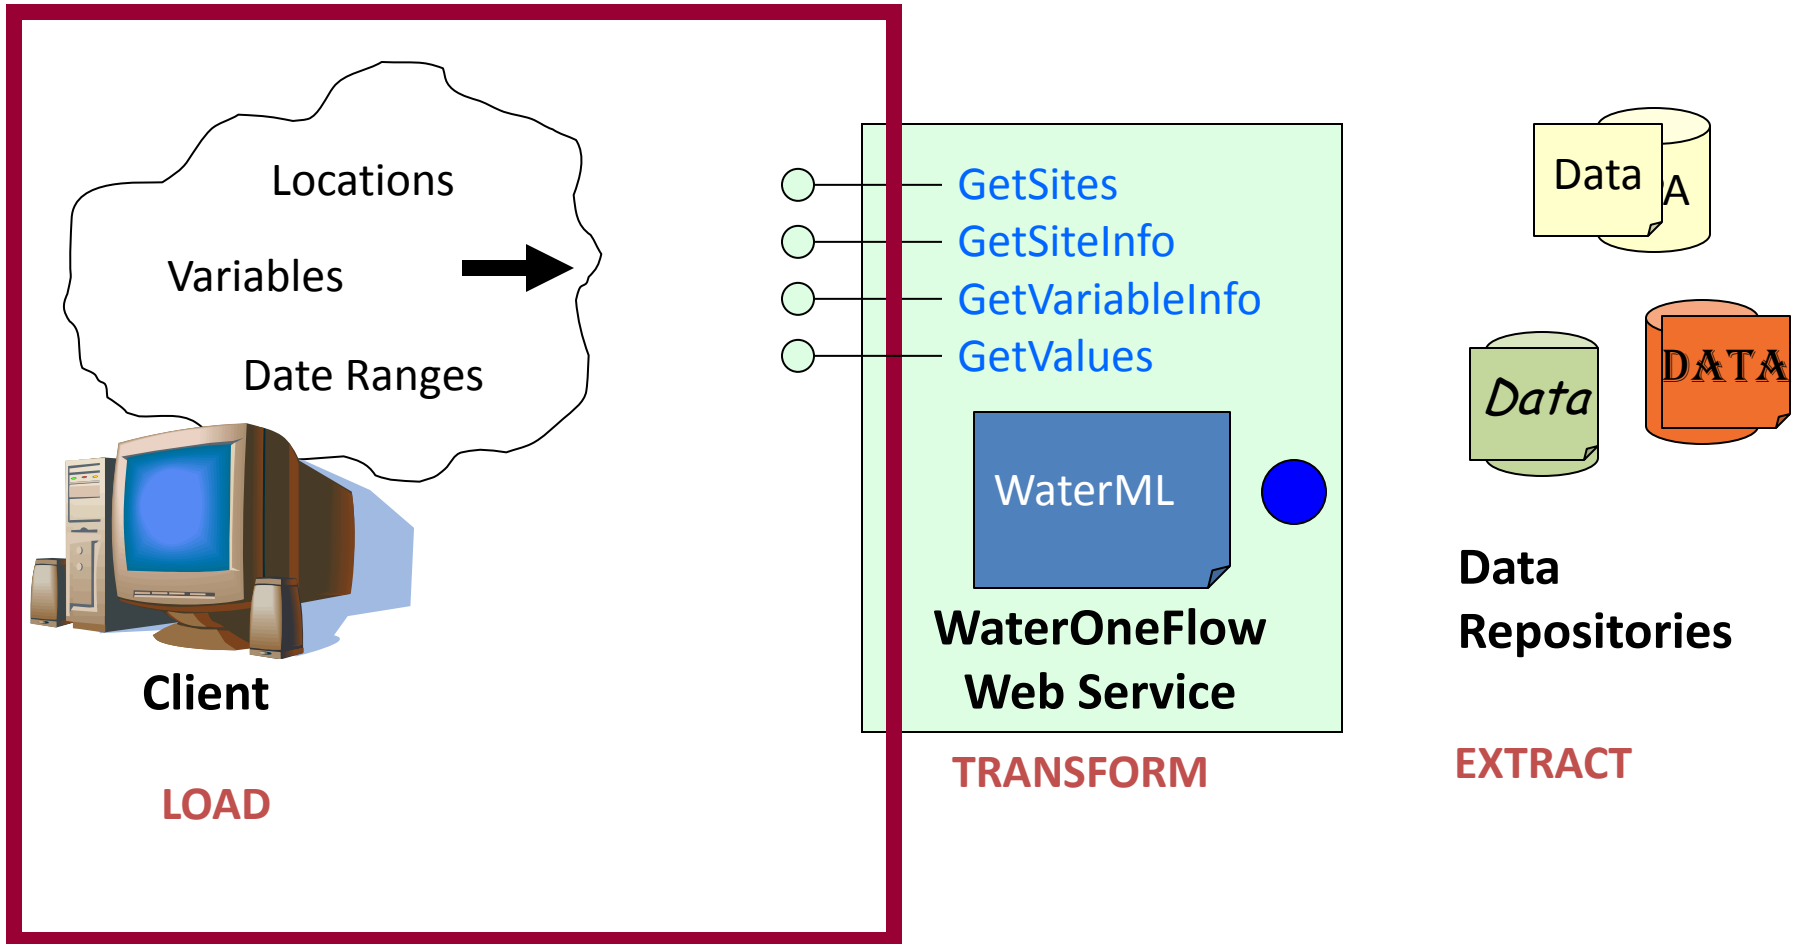 Locations
Variables
Date Ranges
Client
LOAD
GetSites
GetSiteInfo
GetVariableInfo
GetValues
WaterML
WaterOneFlow
Web Service
TRANSFORM
Data
Data
DATA
Data
Repositories
EXTRACT